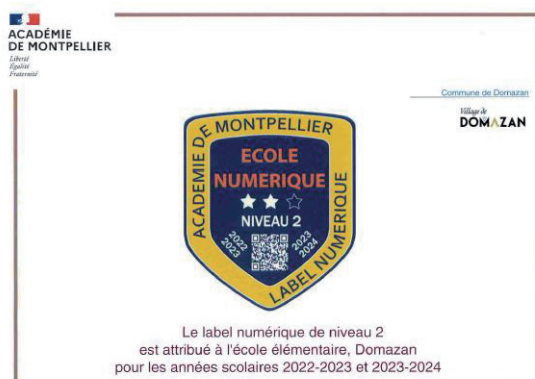 ACADÉMIE
DE MONTPELLIER
Liberté
Égalité
Fraternité
Commune de Domazan
Village de
DOMAZAN
ACADEMIE DE MONTPELLIER
ECOLE
NUMERIQUE
NIVEAU 2
2022
2023
2023
2024
LABEL NUMERIQUE
Le label numérique de niveau 2
est attribué à l'école élémentaire, Domazan
pour les années scolaires 2022-2023 et 2023-2024